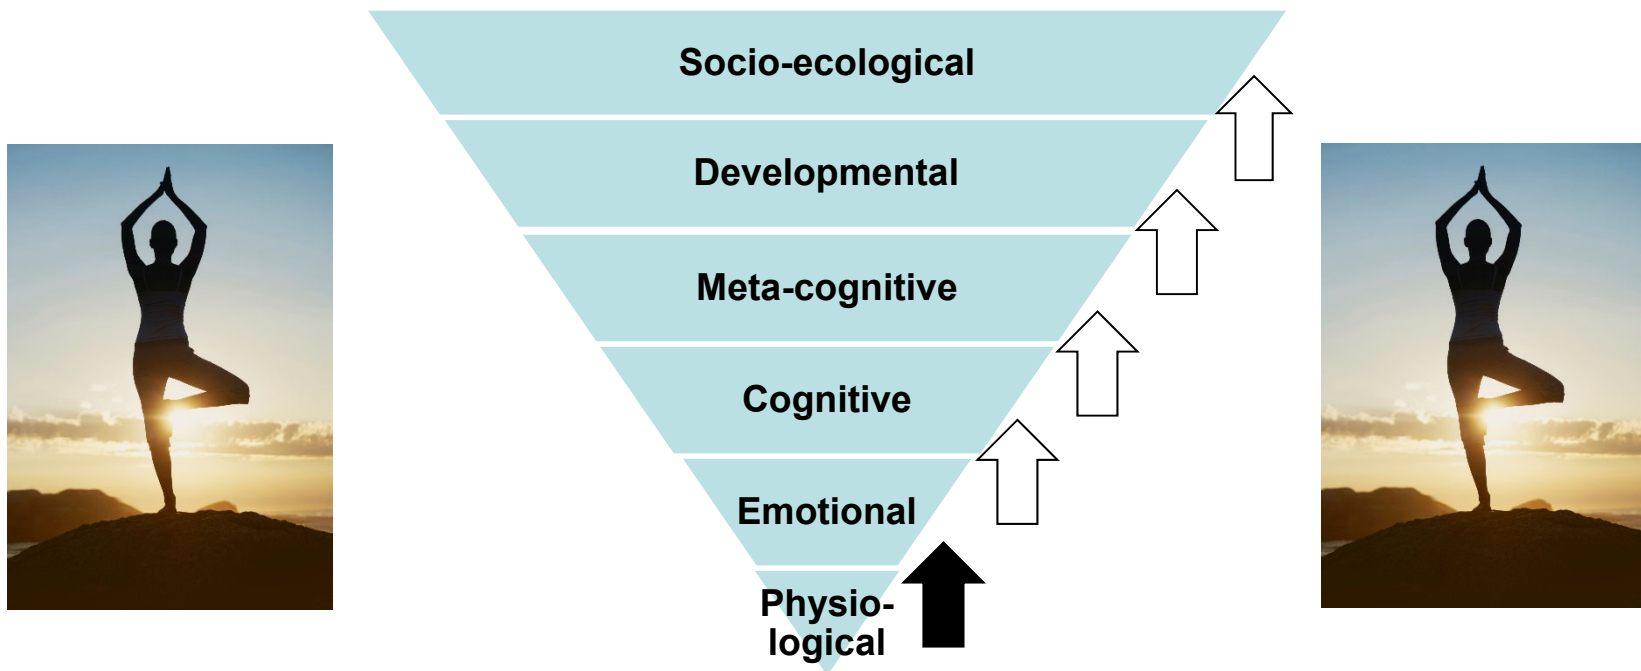 Socio-ecological
Developmental
Meta-cognitive
Cognitive
Emotional
Physio-
logical